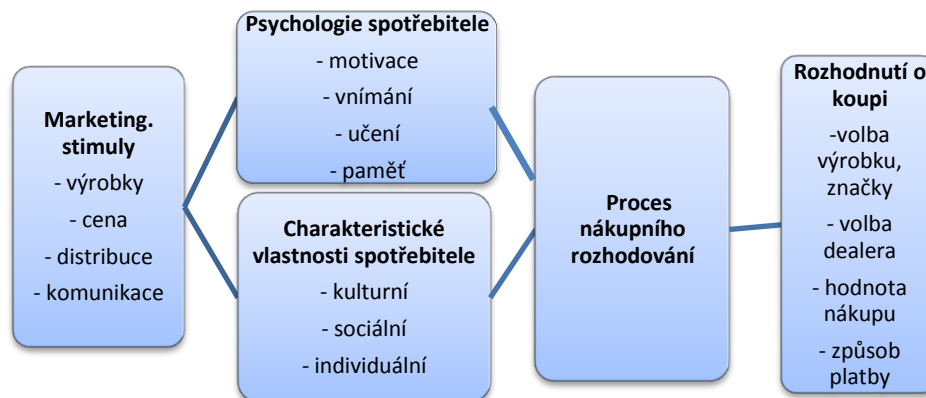 Marketing.
stimuly
- výrobky
- cena
- distribuce
- komunikace
Psychologie spotřebitele
- motivace
- vnímání
- učení
- paměť
Charakteristické
vlastnosti spotřebitele
- kulturní
- sociální
- individuální
Proces
nákupního
rozhodování
Rozhodnutí o
koupi
-volba
výrobku,
značky
- volba
dealera
- hodnota
nákupu
- způsob
platby